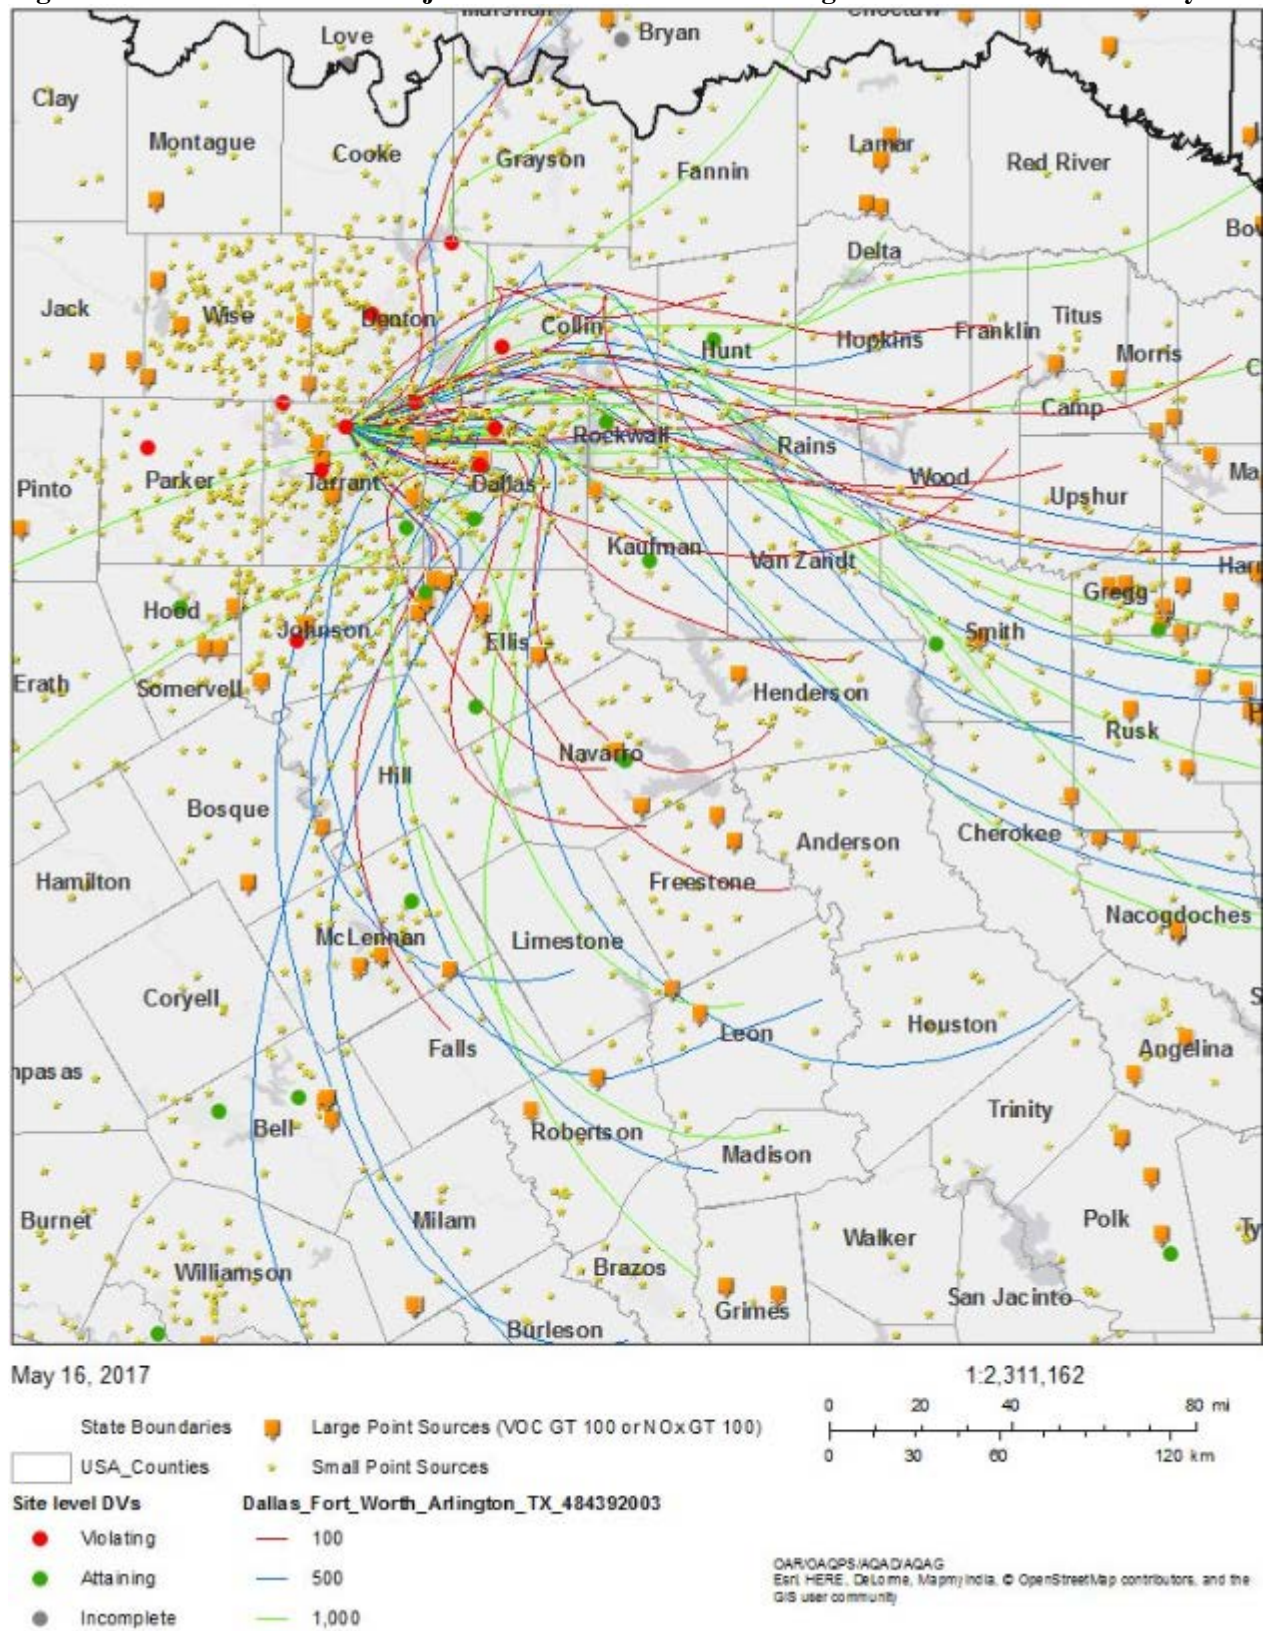 Love
Bryan
Clay
Montague
Cooke
Grayson
Fannin
Lamar
Red River
Delta
Jack
Wise
Denton
Collin
Hunt
Hopkins
Franklin
Titus
Morris
Camp
Parker
Tarrant
Dallas
Rockwall
Rains
Wood
Upshur
Pinto
Kaufman
Van Zandt
Gregg
Hood
Johnson
Ellis
Smith
Erath
Somervell
Henderson
Rusk
Navarro
Hill
Bosque
Anderson
Cherokee
Hamilton
Freestone
Nacogdoches
McLennan
Limestone
Coryell
Leon
Houston
Angelina
Falls
Bell
Trinity
Robertson
Madison
Burnet
Milam
Polk
Walker
Williamson
Brazos
San Jacinto
Grimes
Burleson
May 16, 2017
1:2,311,162
0 20 40 80 mi
0 30 60 120 km
State Boundaries
Large Point Sources (VOC GT 100 or NOx GT 100)
USA_Counties
Small Point Sources
Site level DVs
Dallas_Fort_Worth_Arlington_TX_484392003
Violating
100
Attaining
500
Incomplete
1,000
OAR/OAQPS/AQAD/AQAG
Esri, HERE, DeLorme, MapmyIndia, © OpenStreetMap contributors, and the
GIS user community